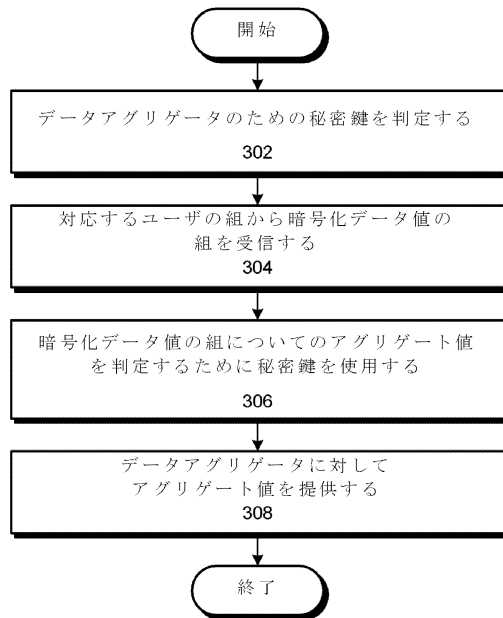 開始
データアグリゲータのための秘密鍵を判定する
302
対応するユーザの組から暗号化データ値の
組を受信する
304
暗号化データ値の組についてのアグリゲート値
を判定するために秘密鍵を使用する
306
データアグリゲータに対して
アグリゲート値を提供する
308
終了